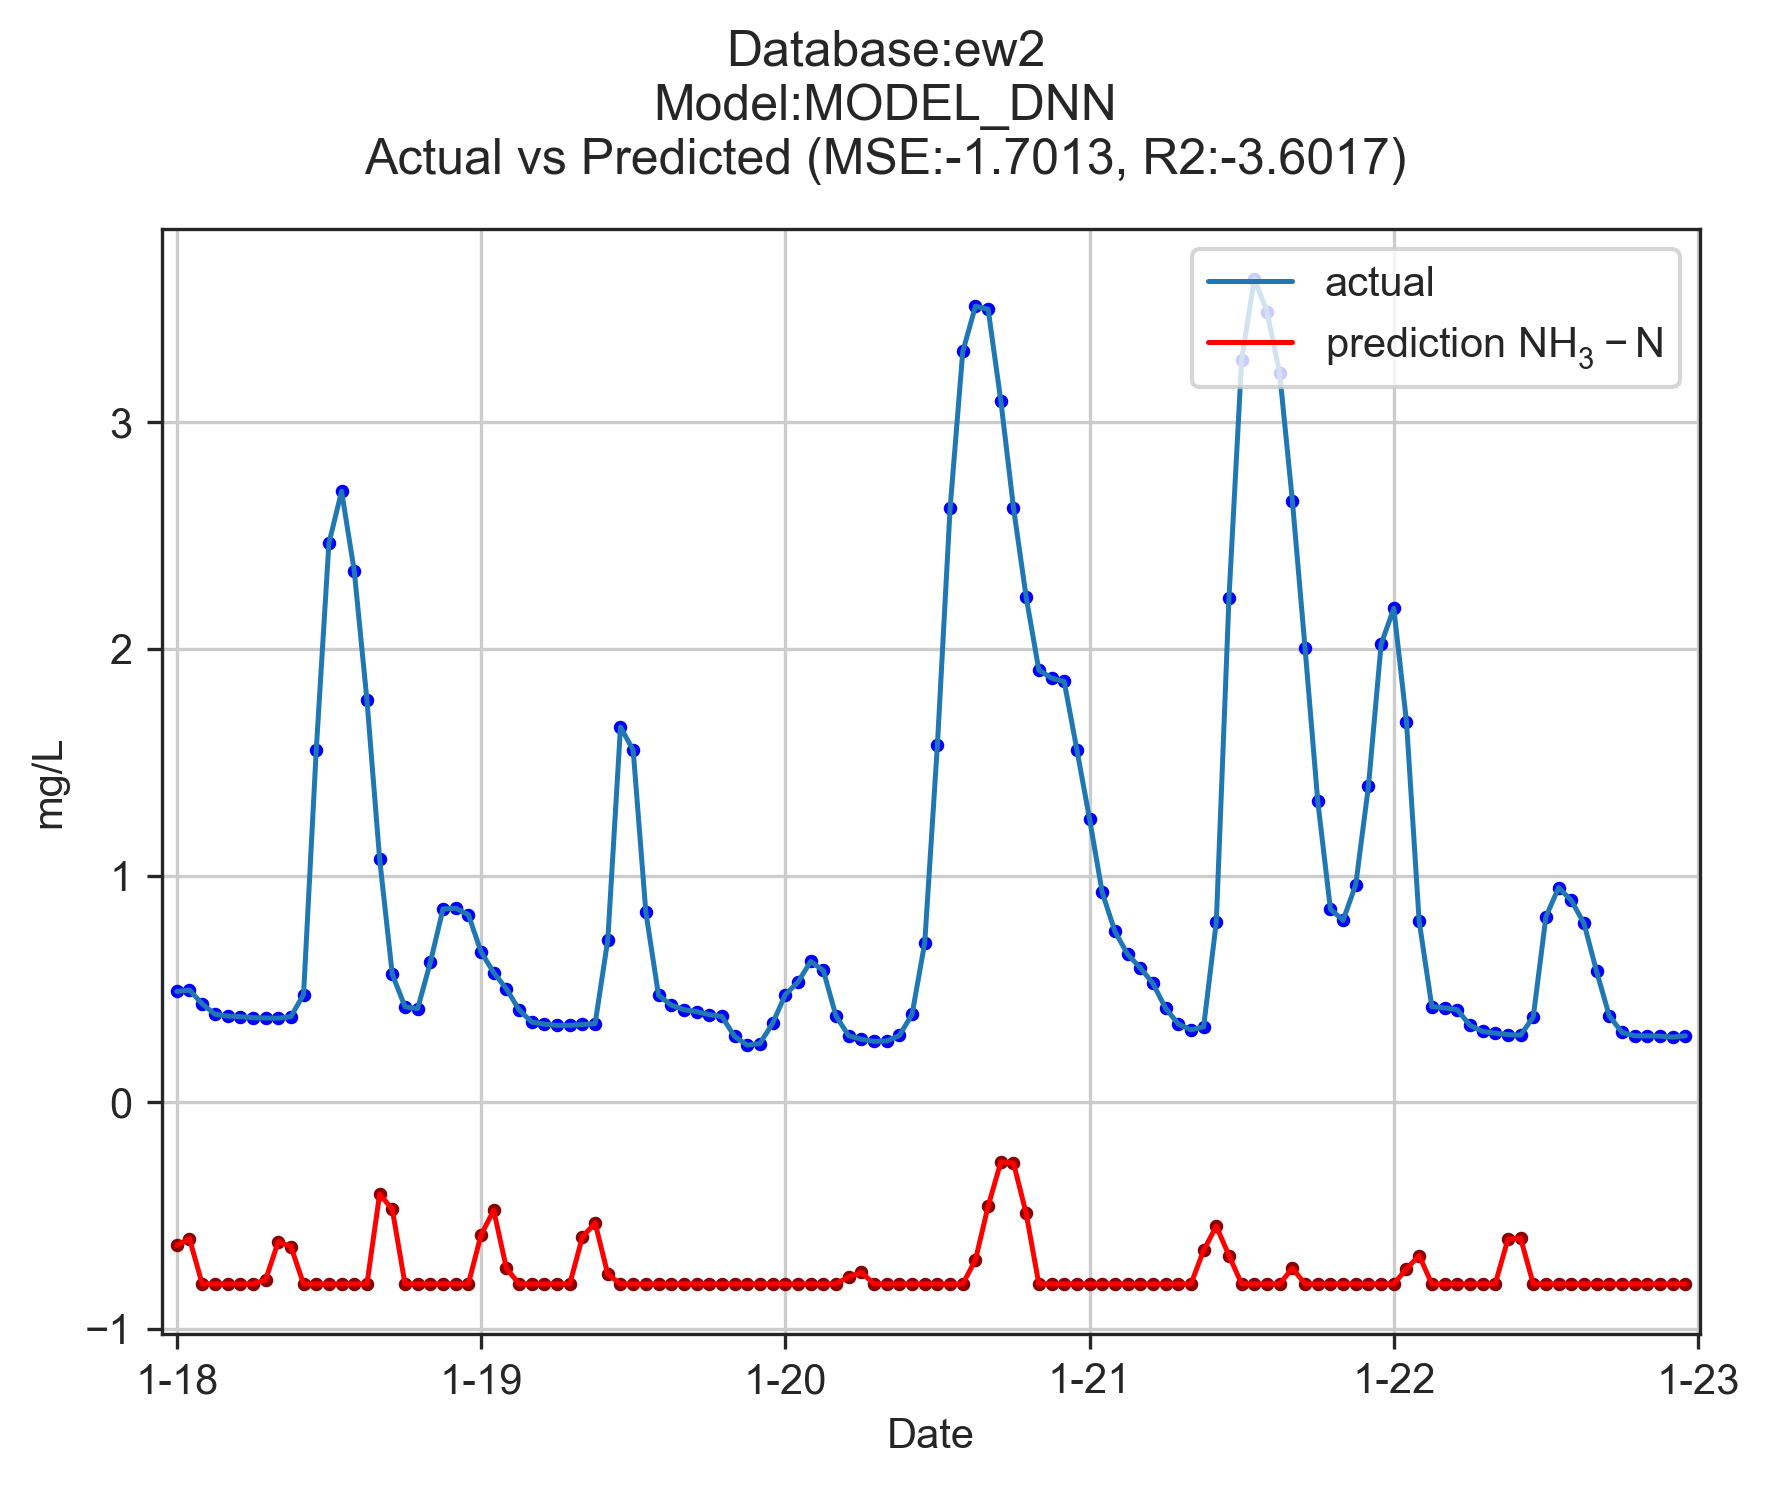 Database:ew2
Model:MODEL_DNN
Actual vs Predicted (MSE:-1.7013, R2:-3.6017)
actual
prediction NH₃ − N
3
2
1
0
−1
mg/L
1-18 1-19 1-20 1-21 1-22 1-23
Date